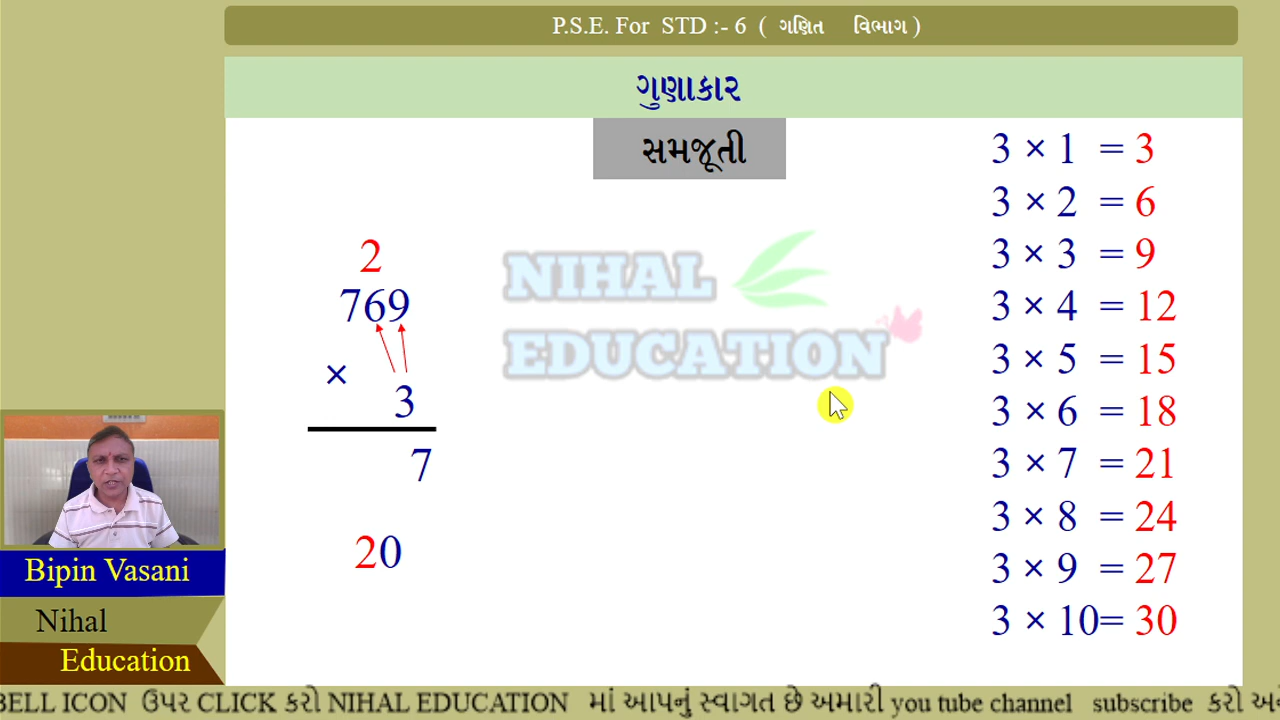 P.S.E. For STD :- 6 ( ગણિત વિભાગ )
ગુણાકાર
સમજૂતી
2
769
× 3
7
20
NIHAL
EDUCATION
3 × 1 = 3
3 × 2 = 6
3 × 3 = 9
3 × 4 = 12
3 × 5 = 15
3 × 6 = 18
3 × 7 = 21
3 × 8 = 24
3 × 9 = 27
3 × 10= 30
Bipin Vasani
Nihal
Education
BELL ICON ઉપર CLICK કરો NIHAL EDUCATION માં આપનું સ્વાગત છે અમારી you tube channel subscribe કરો